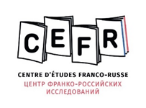 CEFR
CENTRE D'ÉTUDES FRANCO-RUSSE
ЦЕНТР ФРАНКО-РОССИЙСКИХ
ИССЛЕДОВАНИЙ